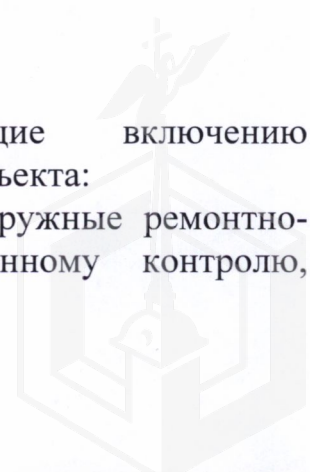 щие включению
ъекта:
ружные ремонтно-
нному контролю,